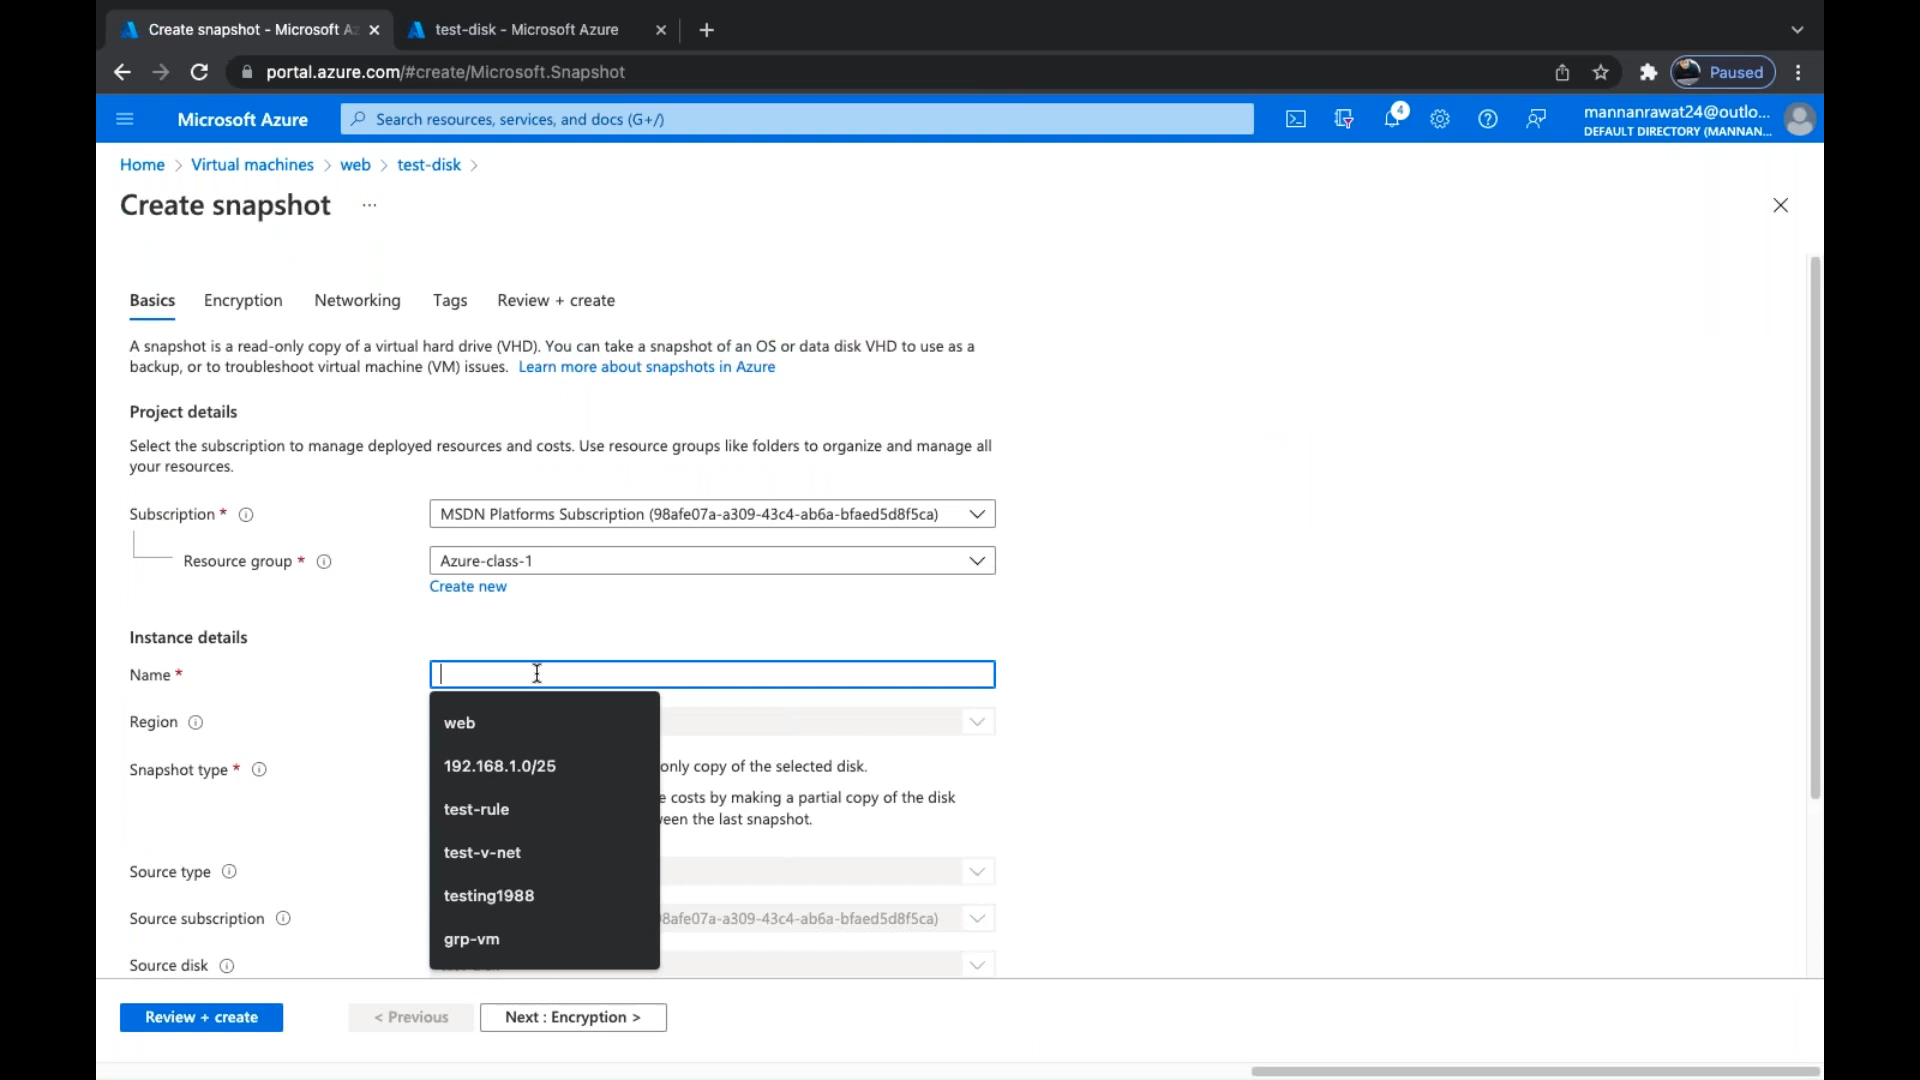 Create snapshot - Microsoft Az
test-disk - Microsoft Azure
portal.azure.com/#create/Microsoft.Snapshot
Paused
Microsoft Azure
Search resources, services, and docs (G+/)
4
mannanrawat24@outlo...
DEFAULT DIRECTORY (MANNAN...
Home > Virtual machines > web > test-disk >
Create snapshot ...
Basics Encryption Networking Tags Review + create
A snapshot is a read-only copy of a virtual hard drive (VHD). You can take a snapshot of an OS or data disk VHD to use as a
backup, or to troubleshoot virtual machine (VM) issues. Learn more about snapshots in Azure
Project details
Select the subscription to manage deployed resources and costs. Use resource groups like folders to organize and manage all
your resources.
Subscription * MSDN Platforms Subscription (98afe07a-a309-43c4-ab6a-bfaed5d8f5ca)
Resource group * Azure-class-1
Create new
Instance details
Name *
web
Region
192.168.1.0/25
Snapshot type * only copy of the selected disk.
e costs by making a partial copy of the disk
test-rule
een the last snapshot.
test-v-net
Source type
testing1988
Source subscription 8afe07a-a309-43c4-ab6a-bfaed5d8f5ca)
grp-vm
Source disk
Review + create < Previous Next : Encryption >